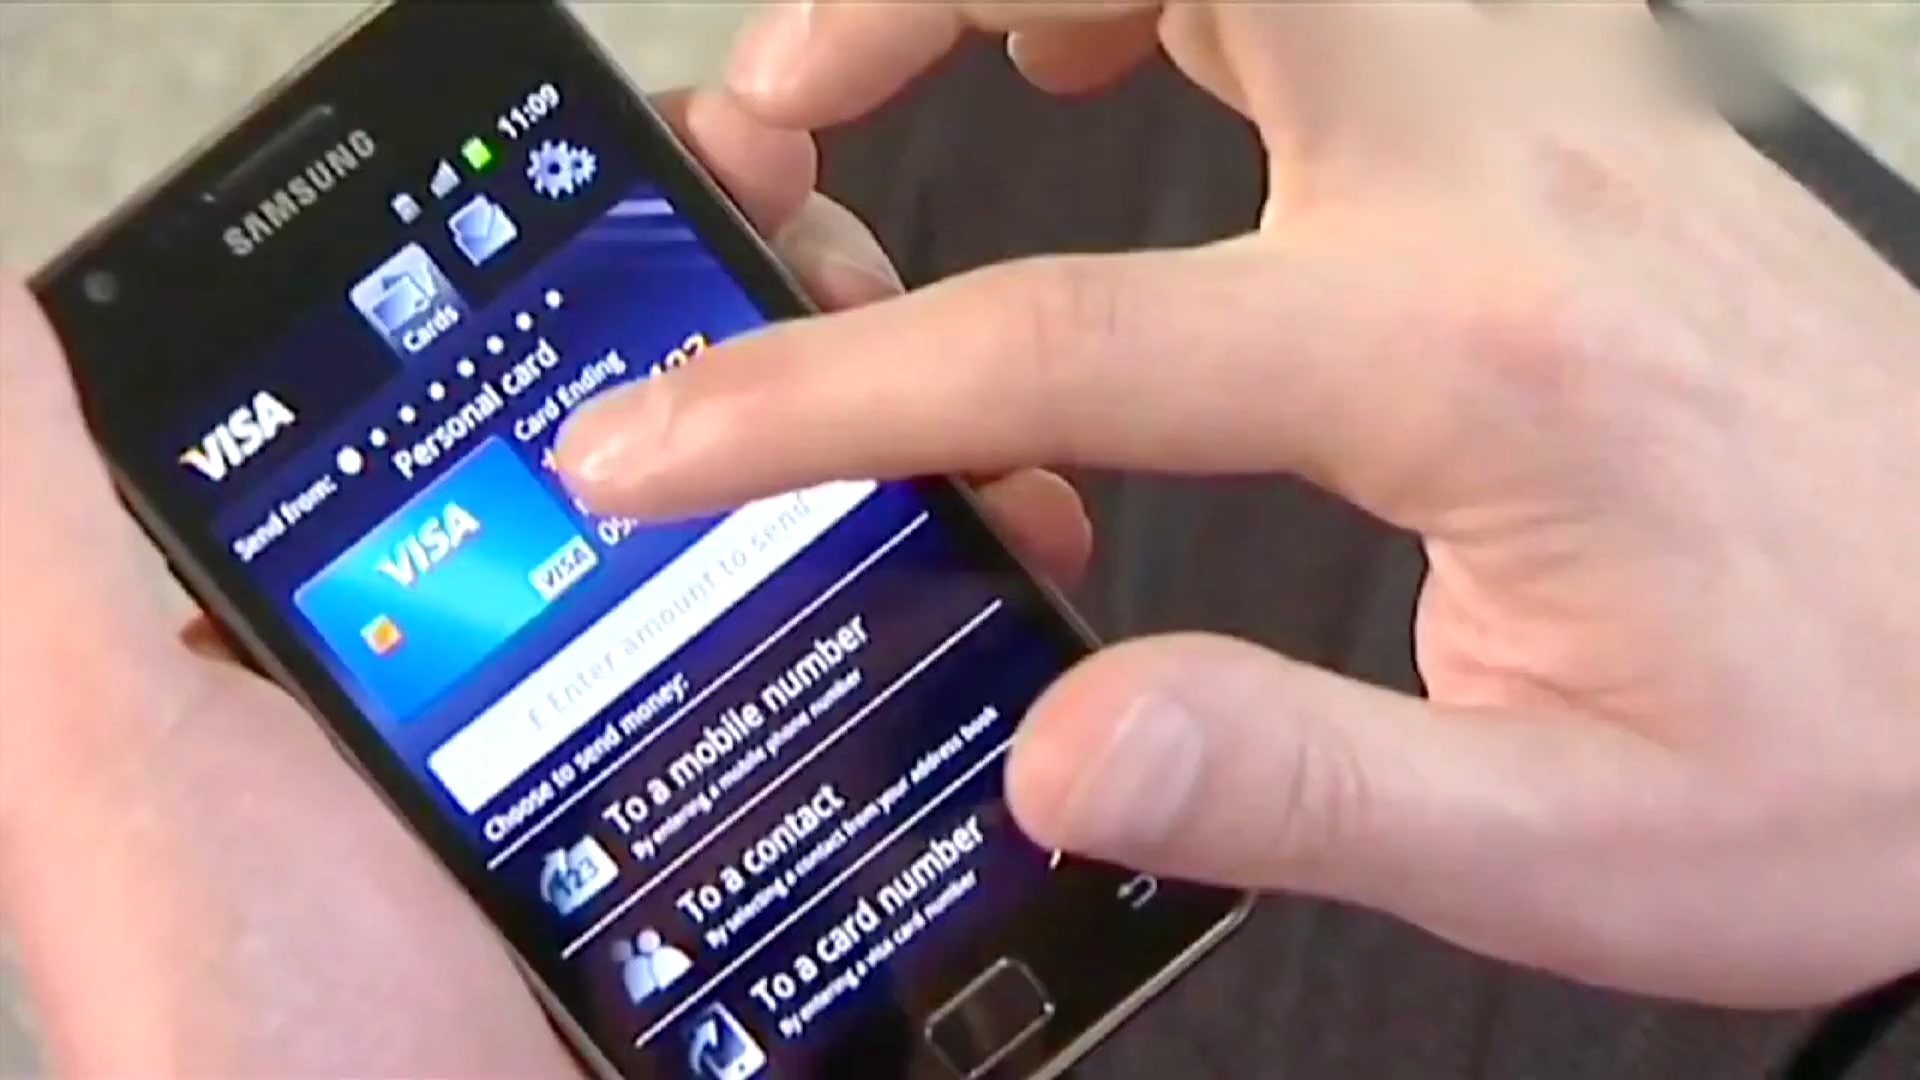 SAMSUNG
11:09
Cards
VISA
Send from:
Personal card
Card Ending
VISA
VISA
£ Enter amount to send
Choose to send money:
To a mobile number
By entering a mobile phone number
123
To a contact
By selecting a contact from your address book
To a card number
By entering a visa card number